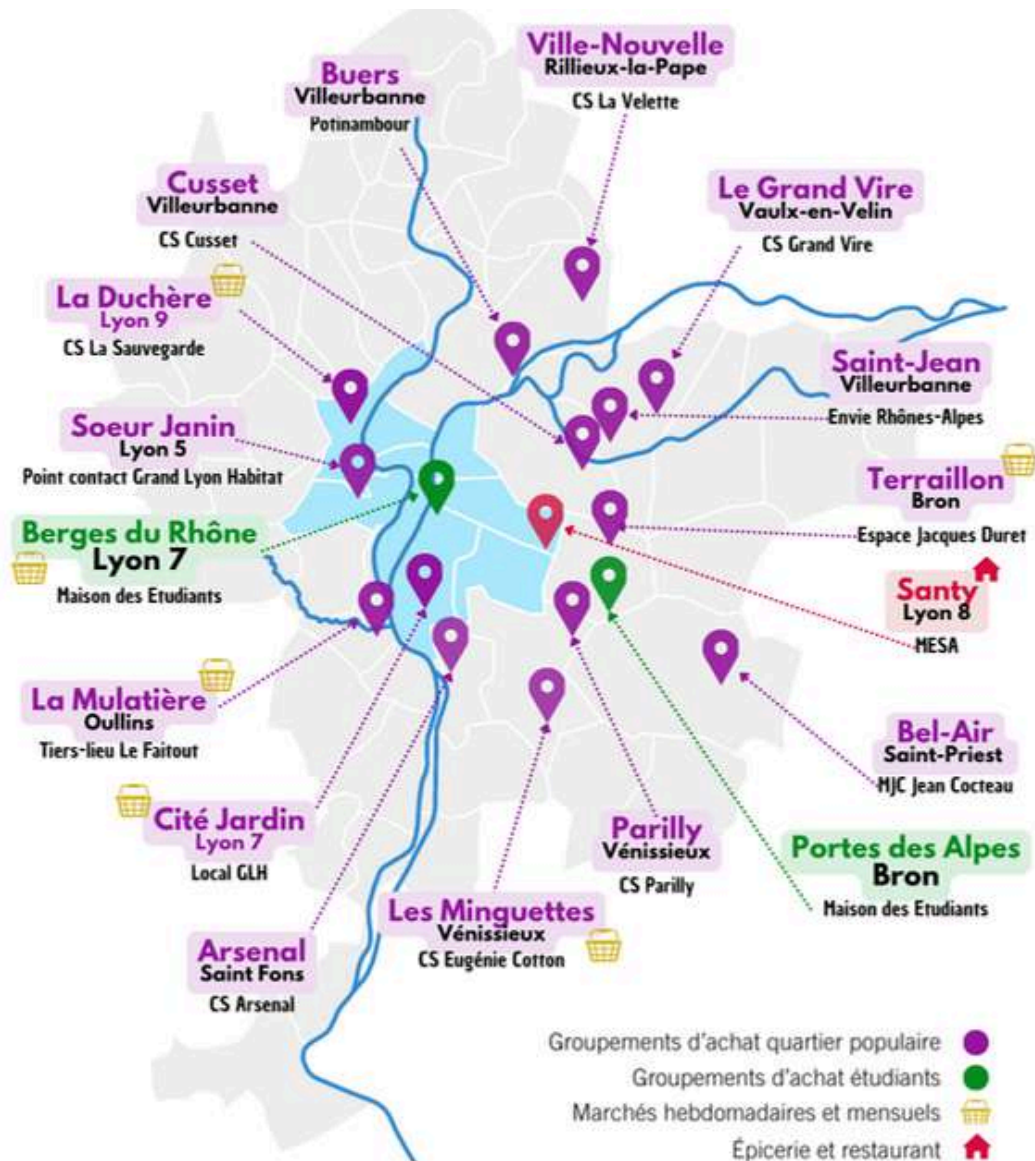 Ville-Nouvelle
Rillieux-la-Pape
CS La Velette
Buers
Villeurbanne
Potinambour
Cusset
Villeurbanne
CS Cusset
Le Grand Vire
Vaulx-en-Velin
CS Grand Vire
La Duchère
Lyon 9
CS La Sauvegarde
Saint-Jean
Villeurbanne
Envie Rhônes-Alpes
Soeur Janin
Lyon 5
Point contact Grand Lyon Habitat
Terraillon
Bron
Espace Jacques Duret
Berges du Rhône
Lyon 7
Maison des Etudiants
Santy
Lyon 8
MESA
La Mulatière
Oullins
Tiers-lieu Le Faitout
Bel-Air
Saint-Priest
MJC Jean Cocteau
Cité Jardin
Lyon 7
Local GLH
Parilly
Vénissieux
CS Parilly
Portes des Alpes
Bron
Maison des Etudiants
Les Minguettes
Vénissieux
CS Eugénie Cotton
Arsenal
Saint Fons
CS Arsenal
Groupements d'achat quartier populaire
Groupements d'achat étudiants
Marchés hebdomadaires et mensuels
Épicerie et restaurant